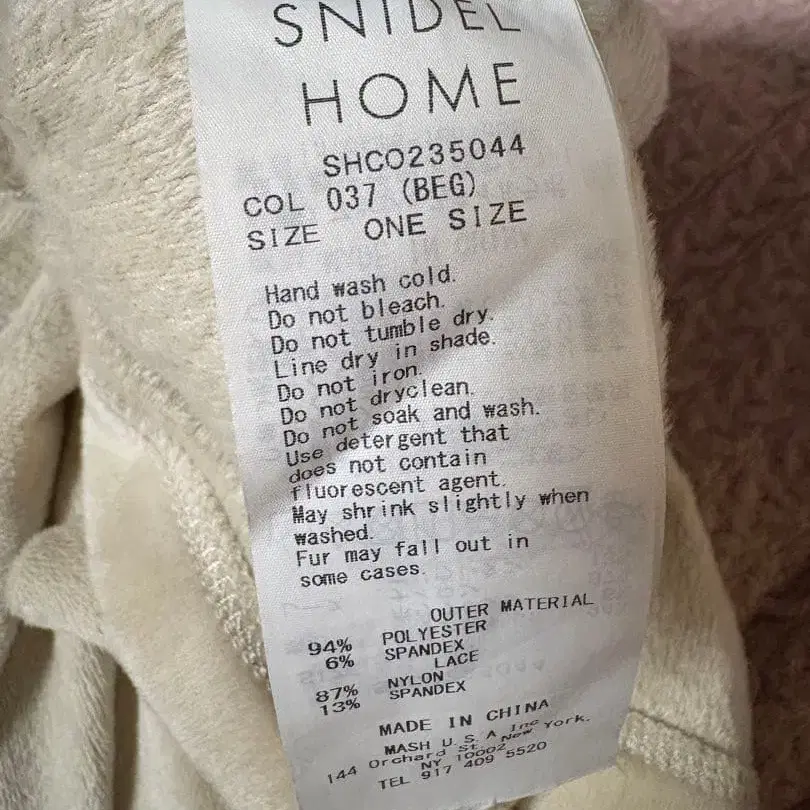 SNIDEL
HOME
SHCO235044
COL 037 (BEG)
SIZE ONE SIZE
Hand wash cold.
Do not bleach.
Do not tumble dry.
Line dry in shade.
Do not iron.
Do not dryclean.
Do not soak and wash.
Use detergent that
does not contain
fluorescent agent.
May shrink slightly when
washed.
Fur may fall out in
some cases.
OUTER MATERIAL
94% POLYESTER
6% SPANDEX
LACE
87% NYLON
13% SPANDEX
MADE IN CHINA
MASH U.S.A Inc
144 Orchard St. New York.
NY 10002
TEL 917 409 5520